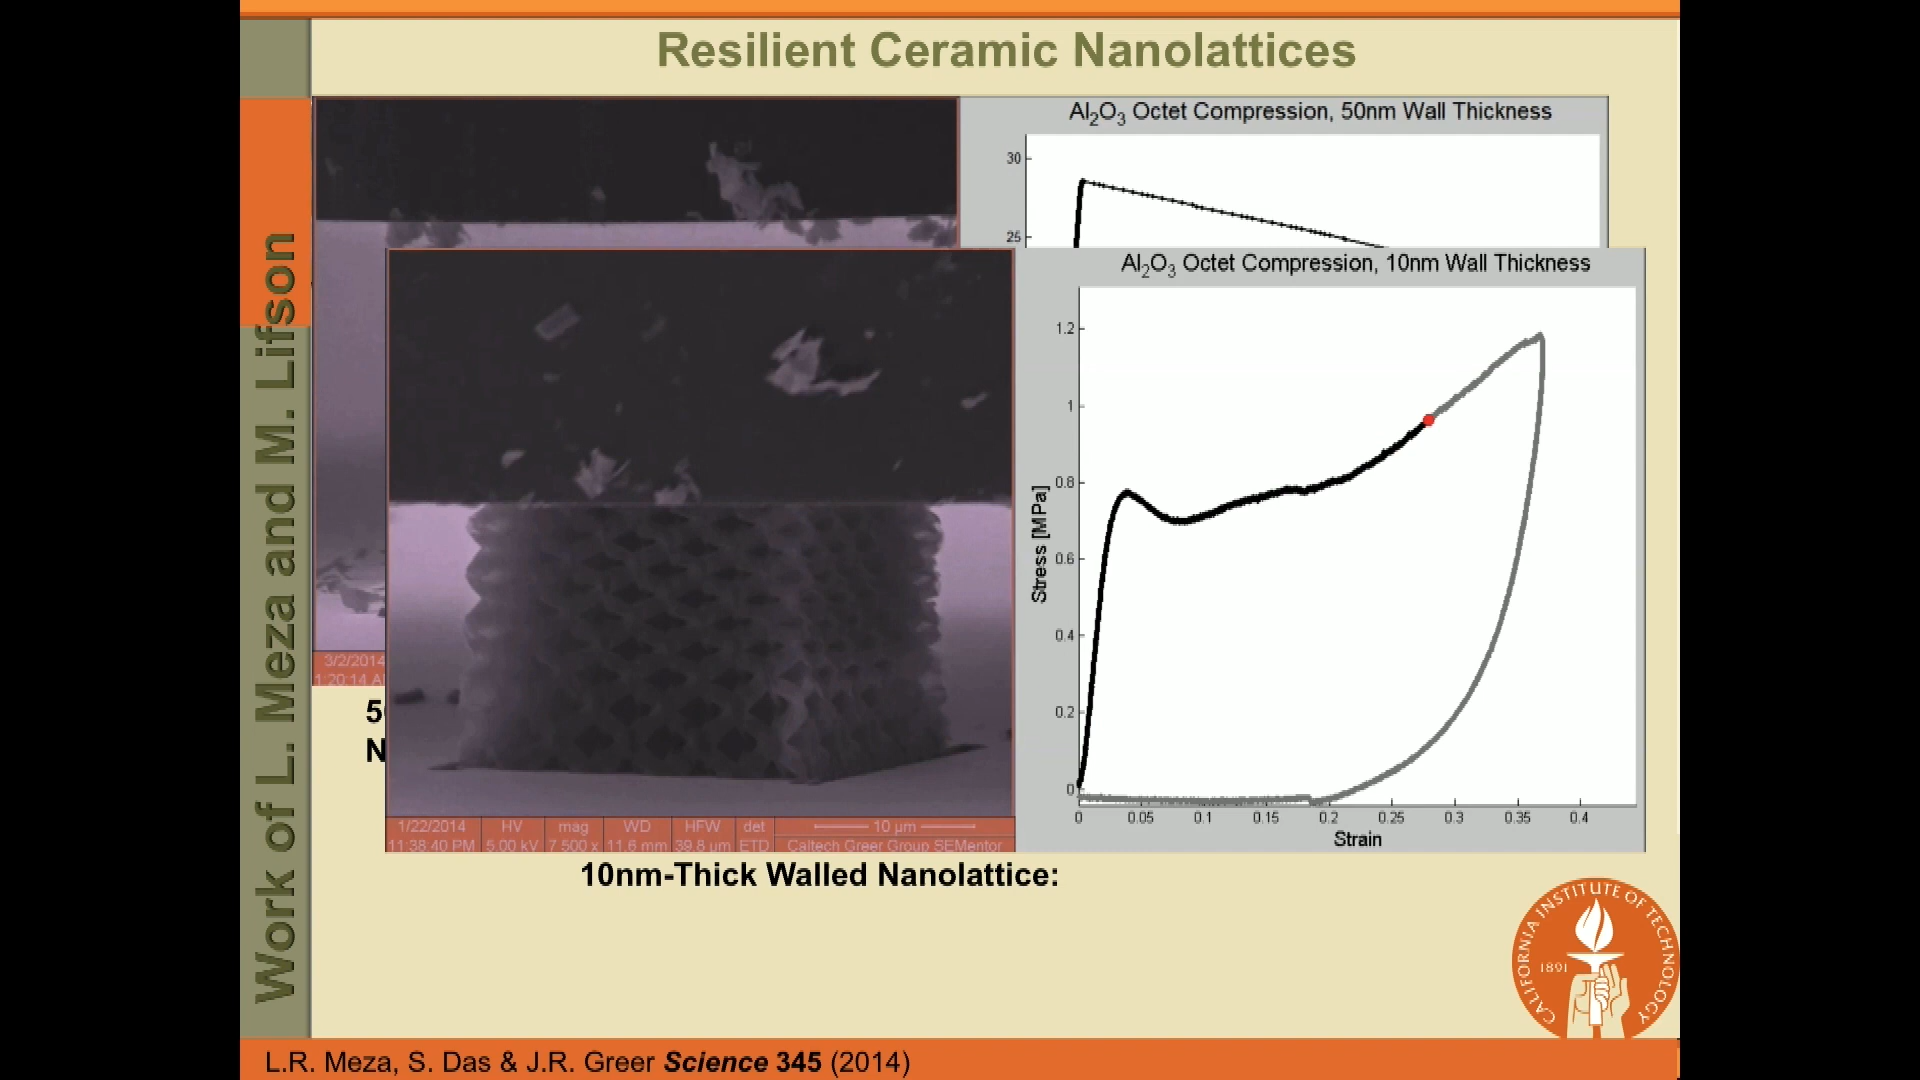 Resilient Ceramic Nanolattices
Work of L. Meza and M. Lifson
Al2O3 Octet Compression, 50nm Wall Thickness
30
25
3/2/2014
1:20:14 A
5
N
Al2O3 Octet Compression, 10nm Wall Thickness
1.2
1
0.8
0.6
0.4
0.2
0
Stress [MPa]
0 0.05 0.1 0.15 0.2 0.25 0.3 0.35 0.4
Strain
1/22/2014 HV mag WD HFW det 10 µm
11:38:40 PM 5.00 kV 7 500 x 11.6 mm 39.8 µm ETD Caltech Greer Group SEMentor
10nm-Thick Walled Nanolattice:
CALIFORNIA INSTITUTE OF TECHNOLOGY
1891
L.R. Meza, S. Das & J.R. Greer Science 345 (2014)